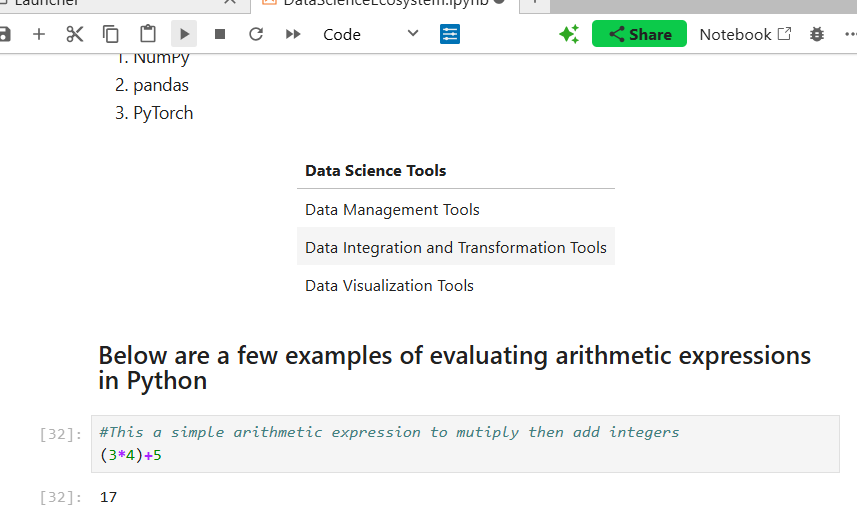 Launcher
DataScienceEcosystem.ipynb
Code
Share
Notebook
1. NumPy
2. pandas
3. PyTorch
Data Science Tools
Data Management Tools
Data Integration and Transformation Tools
Data Visualization Tools
Below are a few examples of evaluating arithmetic expressions
in Python
[32]: #This a simple arithmetic expression to mutiply then add integers
(3*4)+5
[32]: 17